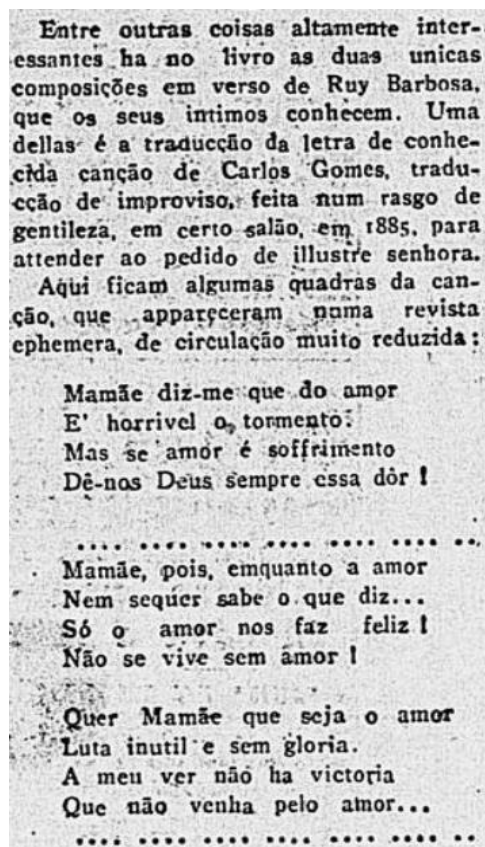 Entre outras coisas altamente inter-
essantes ha no livro as duas unicas
composições em verso de Ruy Barbosa,
que os seus intimos conhecem. Uma
dellas é a traducção da letra de conhe-
cida canção de Carlos Gomes, tradu-
cção de improviso, feita num rasgo de
gentileza, em certo salão, em 1885, para
attender ao pedido de illustre senhora.
Aqui ficam algumas quadras da can-
ção, que appareceram numa revista
ephemera, de circulação muito reduzida:
Mamãe diz-me que do amor
E' horrivel o tormento.
Mas se amor é soffrimento
Dê-nos Deus sempre essa dôr!
.... .... .... .... .... .... ..
Mamãe, pois, emquanto a amor
Nem sequer sabe o que diz...
Só o amor nos faz feliz!
Não se vive sem amor!
Quer Mamãe que seja o amor
Luta inutil e sem gloria.
A meu ver não ha victoria
Que não venha pelo amor...
.... .... .... .... .... .... ..